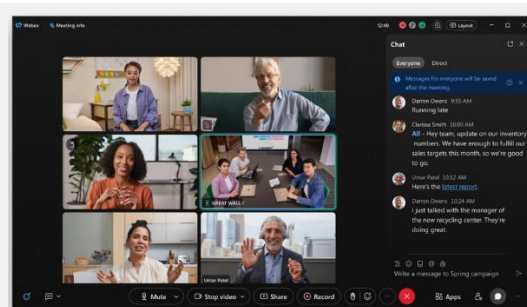 Webex
Meeting info
12:40
Layout
Chat
Everyone
Direct
Messages for everyone will be saved
after the meeting.
Darren Owens 9:55 AM
Running late
Clarissa Smith 10:00 AM
All - Hey team, update on our inventory
numbers. We have enough to fulfill our
sales targets this month, so we're good
to go.
Umar Patel 10:12 AM
Here's the latest report.
Darren Owens 10:24 AM
I just talked with the manager of
the new recycling center. They're
doing great.
GREAT WALL
Umar Patel
Write a message to Spring campaign
Mute
Stop video
Share
Record
Apps